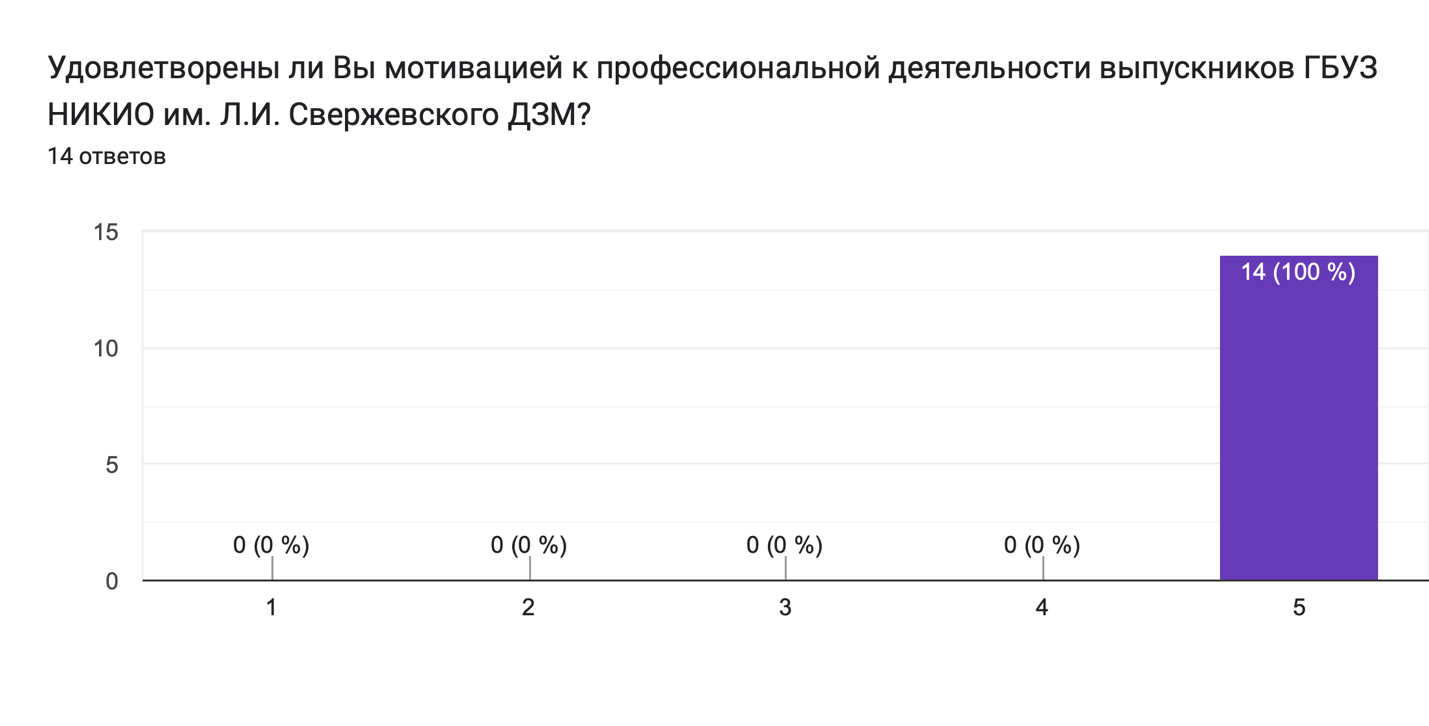 Удовлетворены ли Вы мотивацией к профессиональной деятельности выпускников ГБУЗ
НИКИО им. Л.И. Свержевского ДЗМ?
14 ответов
15
14 (100 %)
10
5
0 (0 %) 0 (0 %) 0 (0 %) 0 (0 %)
0
1 2 3 4 5